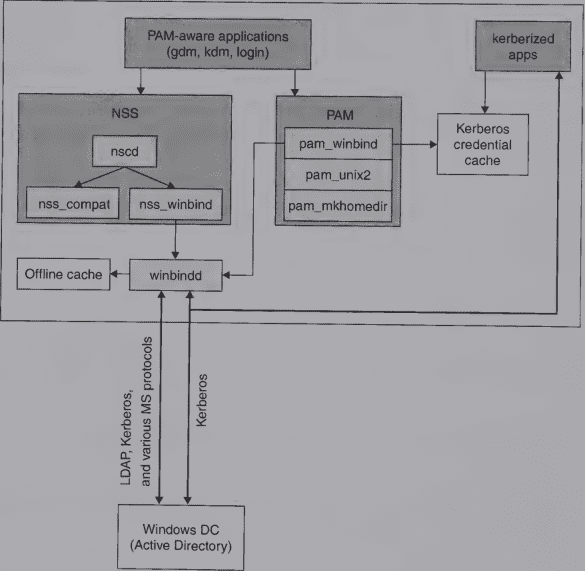 PAM-aware applications
(gdm, kdm, login)
kerberized
apps
NSS
nscd
nss_compat
nss_winbind
PAM
pam_winbind
pam_unix2
pam_mkhomedir
Kerberos
credential
cache
Offline cache
winbindd
LDAP, Kerberos,
and various MS protocols
Kerberos
Windows DC
(Active Directory)